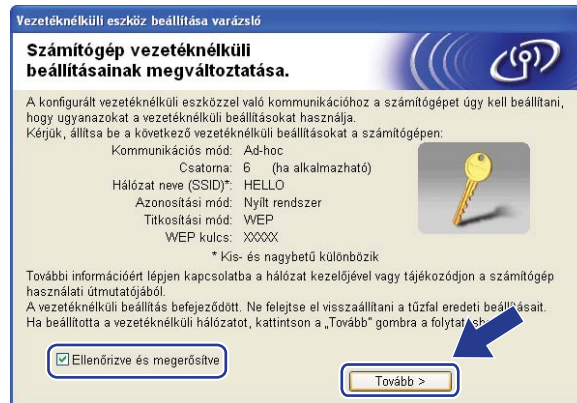 Vezetéknélküli eszköz beállítása varázsló
Számítógép vezetéknélküli
beállításainak megváltoztatása.
A konfigurált vezetéknélküli eszközzel való kommunikációhoz a számítógépet úgy kell beállítani,
hogy ugyanazokat a vezetéknélküli beállításokat használja.
Kérjük, állítsa be a következő vezetéknélküli beállításokat a számítógépen:
Kommunikációs mód: Ad-hoc
Csatorna: 6 (ha alkalmazható)
Hálózat neve (SSID)*: HELLO
Azonosítási mód: Nyílt rendszer
Titkosítási mód: WEP
WEP kulcs: XXXXX
* Kis- és nagybetű különbözik
További információért lépjen kapcsolatba a hálózat kezelőjével vagy tájékozódjon a számítógép
használati útmutatójából.
A vezetéknélküli beállítás befejeződött. Ne felejtse el visszaállítani a tűzfal eredeti beállításait.
Ha beállította a vezetéknélküli hálózatot, kattintson a „Tovább" gombra a
Ellenőrizve és megerősítve
Tovább >